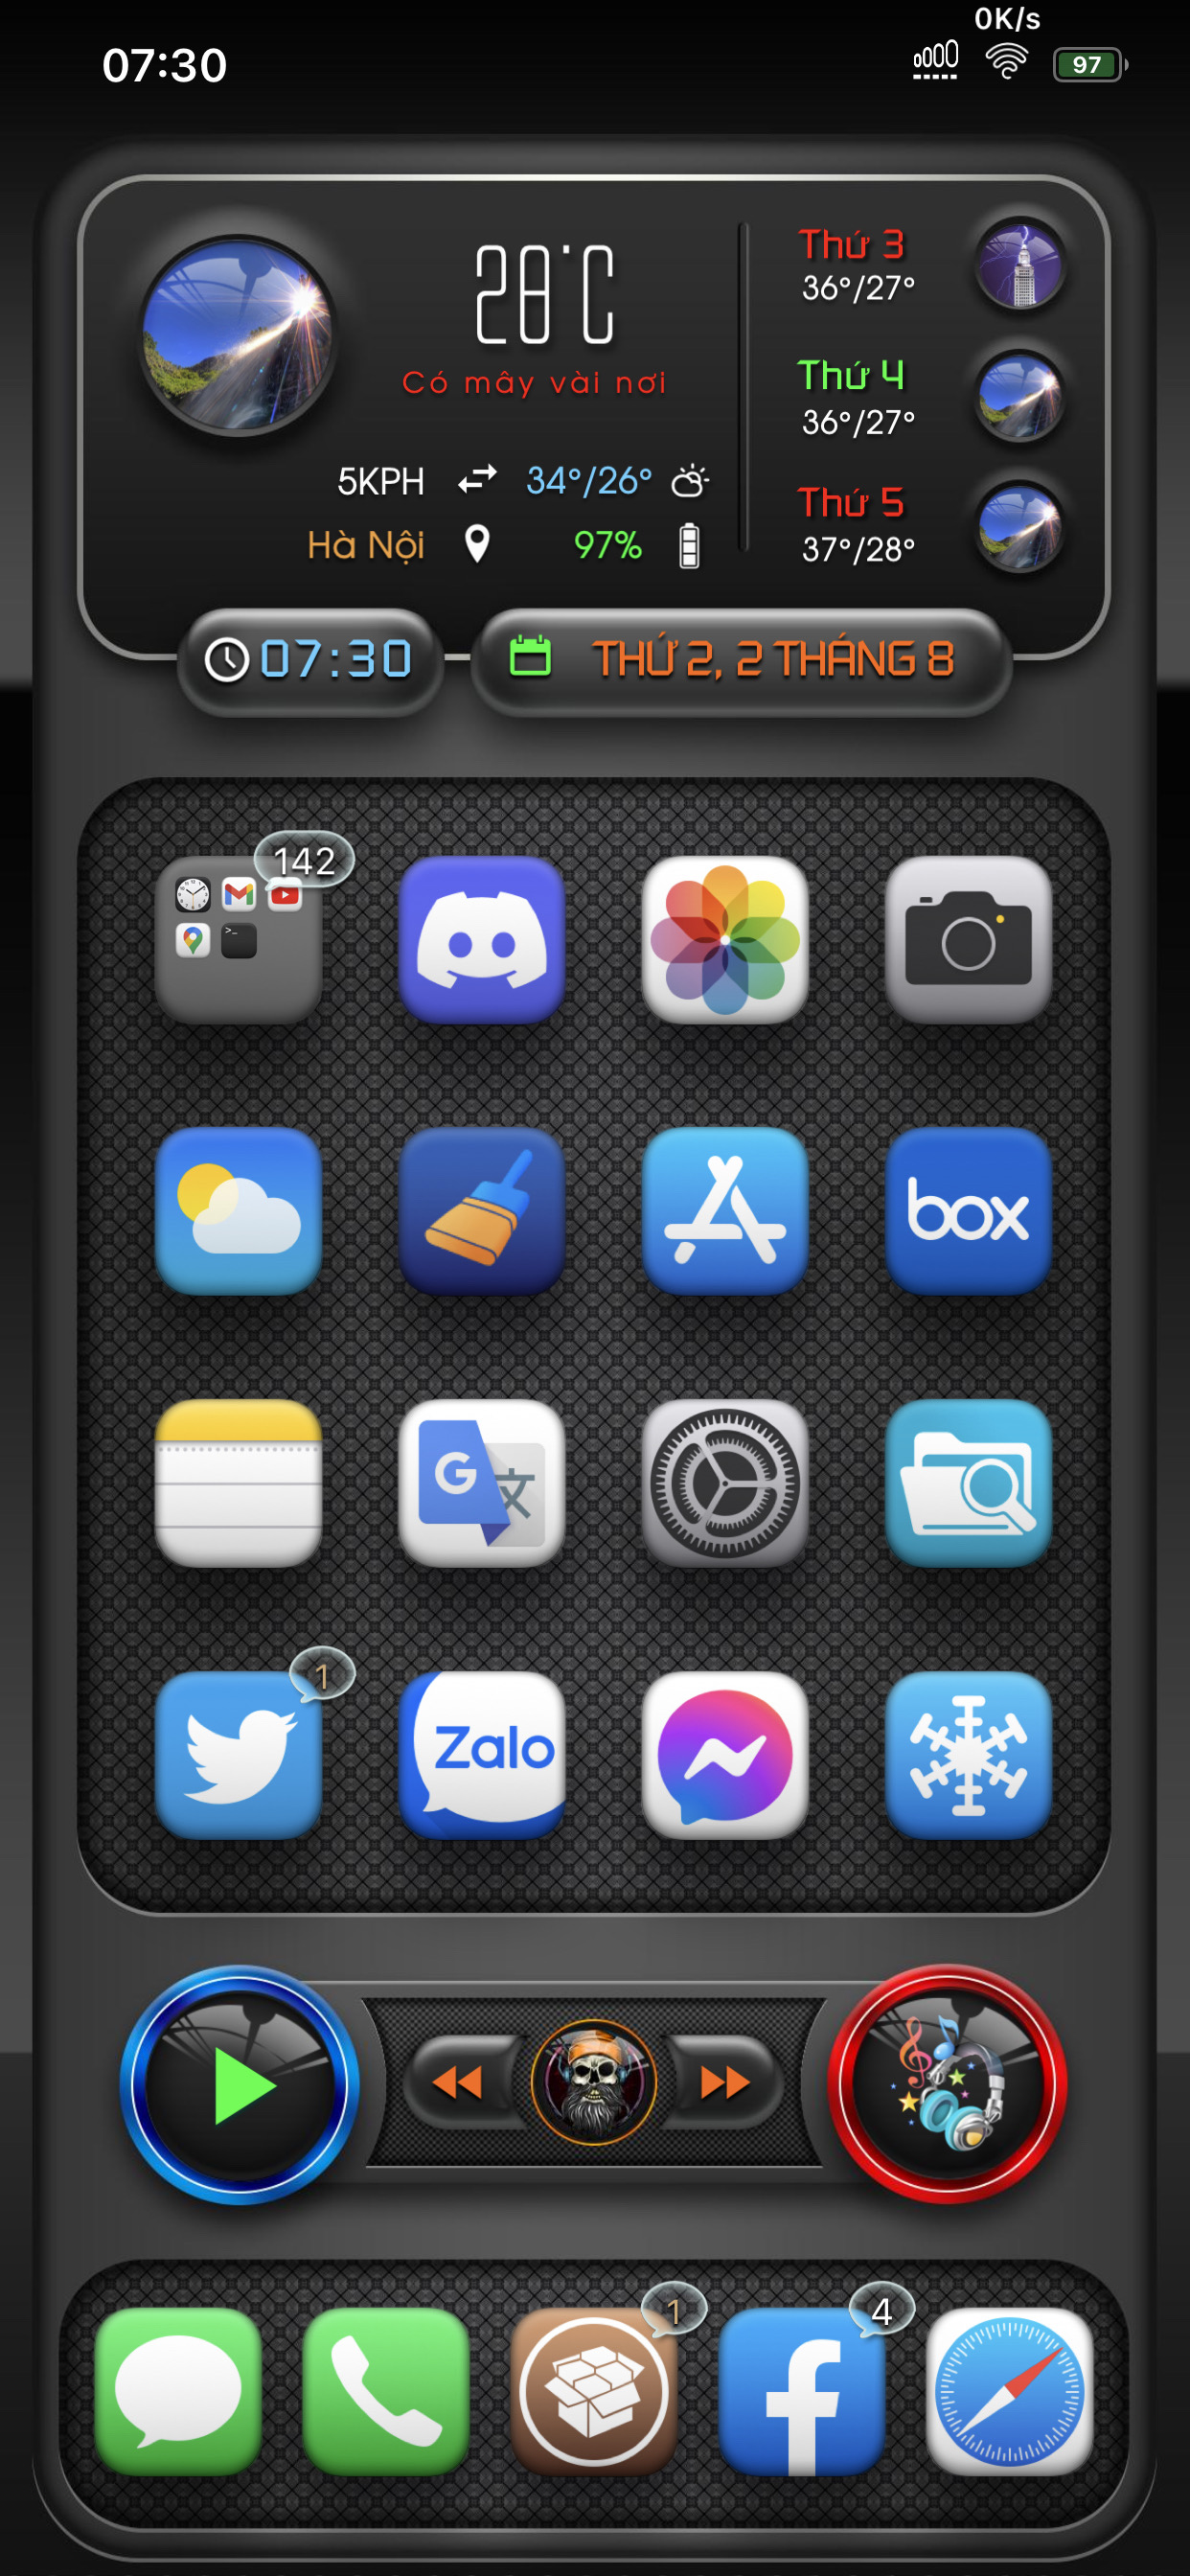 0K/s
07:30
97
28°C
Có mây vài nơi
5KPH
34°/26°
Hà Nội
97%
Thứ 3
36°/27°
Thứ 4
36°/27°
Thứ 5
37°/28°
07:30
THỨ 2, 2 THÁNG 8
142
>_
box
G
文
1
Zalo
1
4